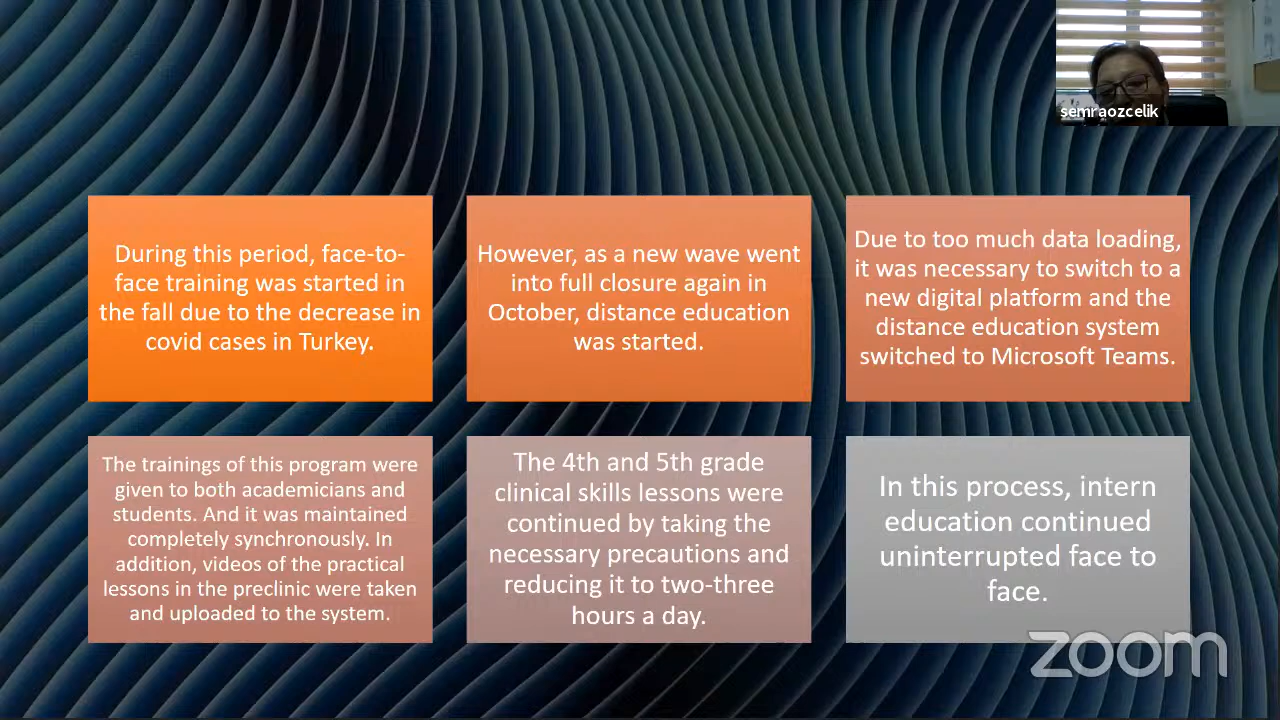 semraozcelik
During this period, face-to-
face training was started in
the fall due to the decrease in
covid cases in Turkey.
However, as a new wave went
into full closure again in
October, distance education
was started.
Due to too much data loading,
it was necessary to switch to a
new digital platform and the
distance education system
switched to Microsoft Teams.
The trainings of this program were
given to both academicians and
students. And it was maintained
completely synchronously. In
addition, videos of the practical
lessons in the preclinic were taken
and uploaded to the system.
The 4th and 5th grade
clinical skills lessons were
continued by taking the
necessary precautions and
reducing it to two-three
hours a day.
In this process, intern
education continued
uninterrupted face to
face.
zoom